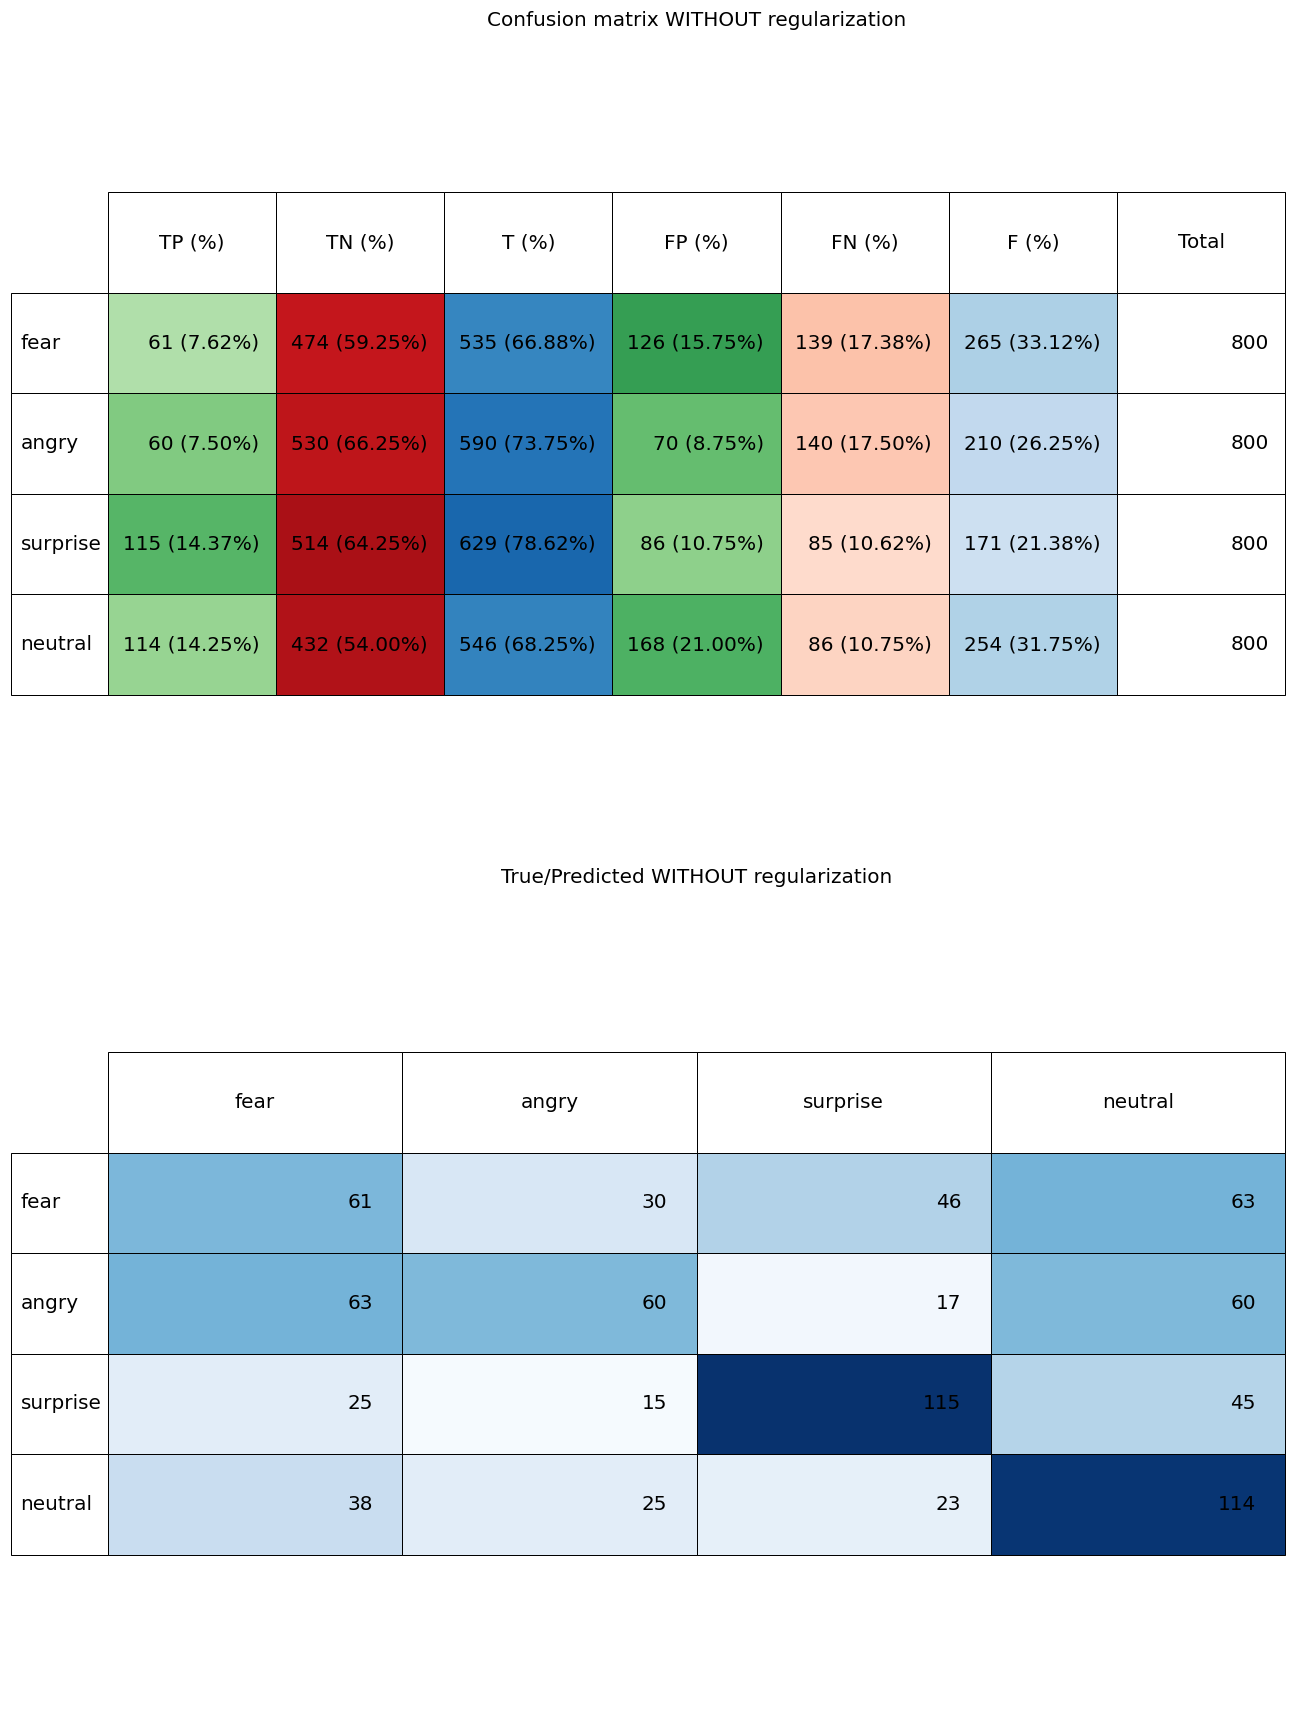 Confusion matrix WITHOUT regularization
TP (%) TN (%) T (%) FP (%) FN (%) F (%) Total
fear 61 (7.62%) 474 (59.25%) 535 (66.88%) 126 (15.75%) 139 (17.38%) 265 (33.12%) 800
angry 60 (7.50%) 530 (66.25%) 590 (73.75%) 70 (8.75%) 140 (17.50%) 210 (26.25%) 800
surprise 115 (14.37%) 514 (64.25%) 629 (78.62%) 86 (10.75%) 85 (10.62%) 171 (21.38%) 800
neutral 114 (14.25%) 432 (54.00%) 546 (68.25%) 168 (21.00%) 86 (10.75%) 254 (31.75%) 800
True/Predicted WITHOUT regularization
fear angry surprise neutral
fear 61 30 46 63
angry 63 60 17 60
surprise 25 15 115 45
neutral 38 25 23 114